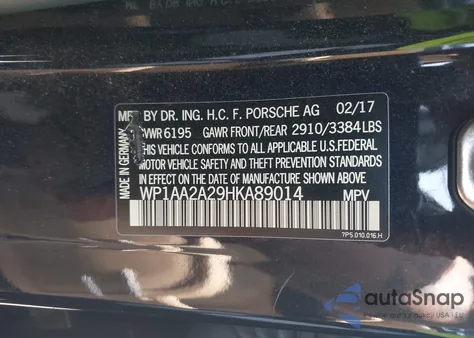 MFD BY DR. ING. H.C. F. PORSCHE AG 02/17
GVWR 6195 GAWR FRONT/REAR 2910/3384LBS
THIS VEHICLE CONFORMS TO ALL APPLICABLE U.S.FEDERAL
MOTOR VEHICLE SAFETY AND THEFT PREVENTION STANDARDS
IN EFFECT ON THE DATE OF MANUFACTURE SHOWN ABOVE
WP1AA2A29HKA89014 MPV
MADE IN GERMANY
7P5.010.016.H
autoSnap